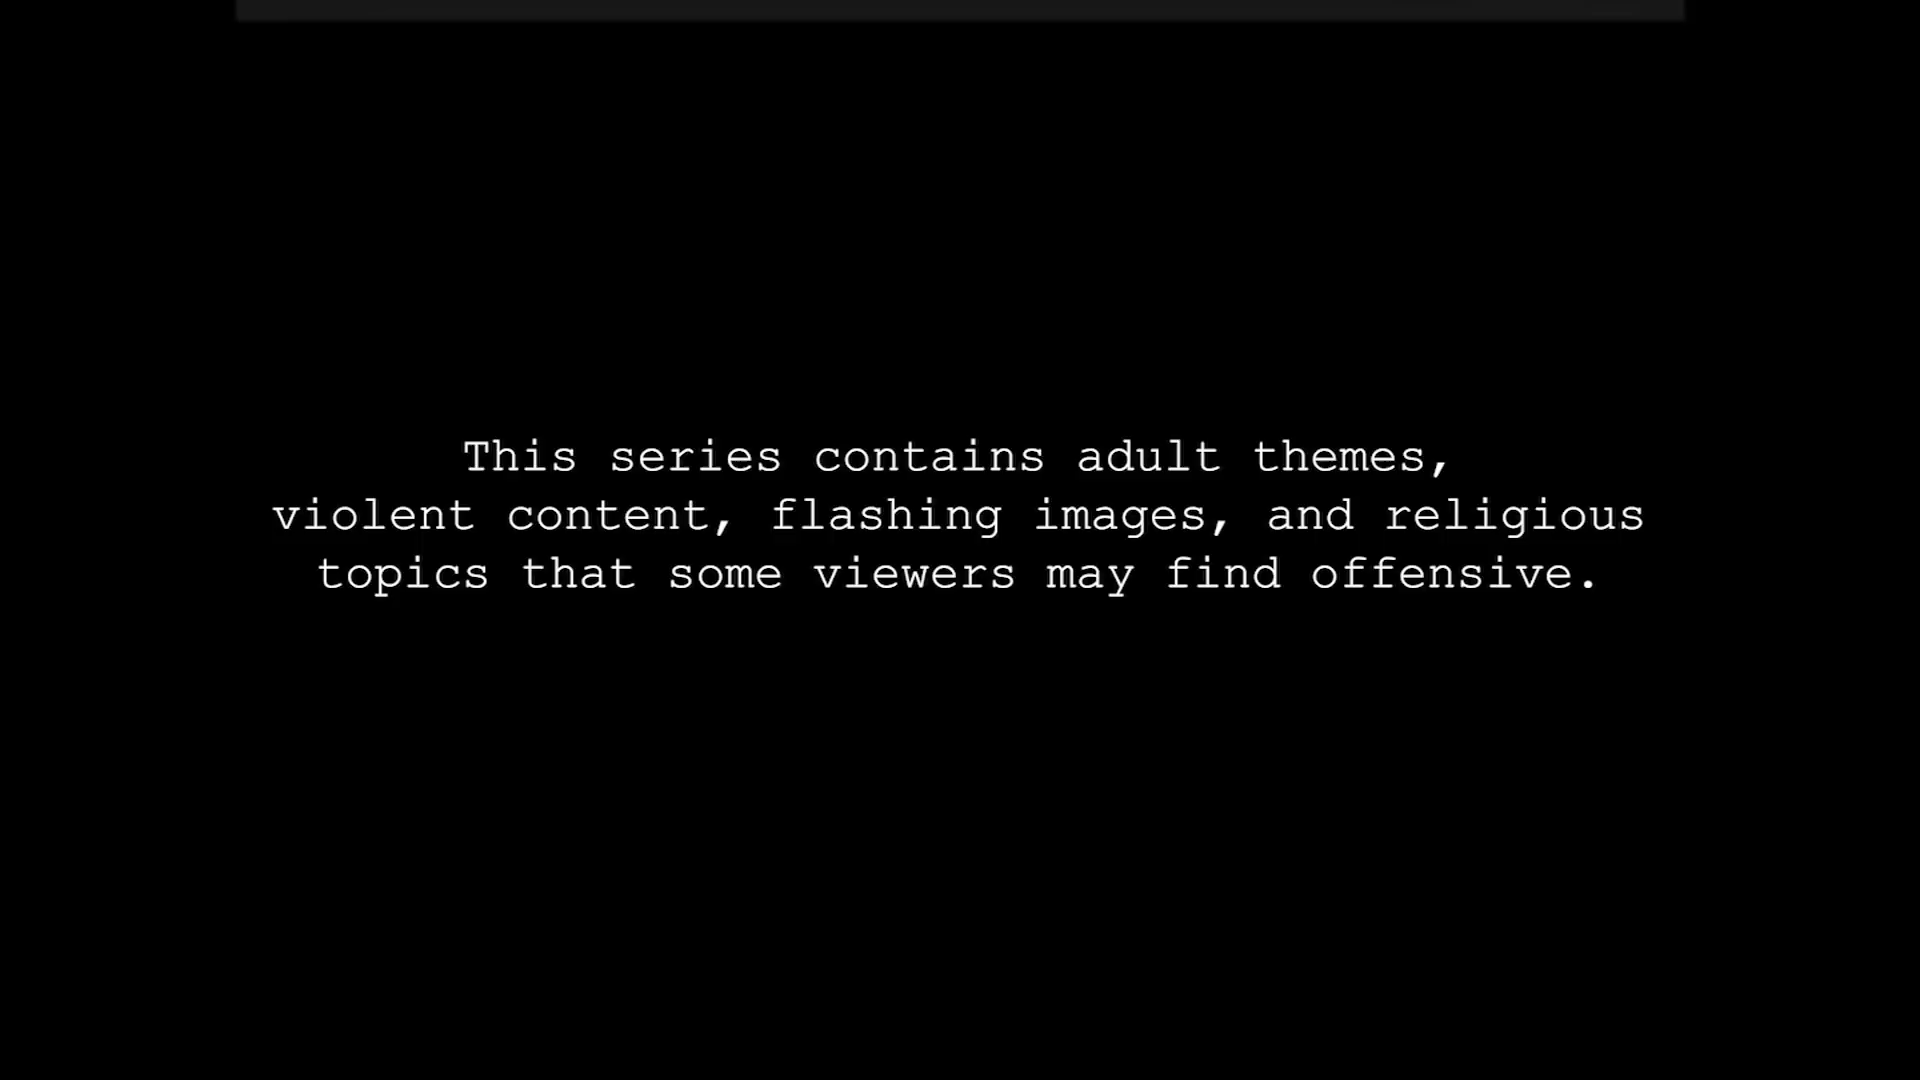 This series contains adult themes,
violent content, flashing images, and religious
topics that some viewers may find offensive.